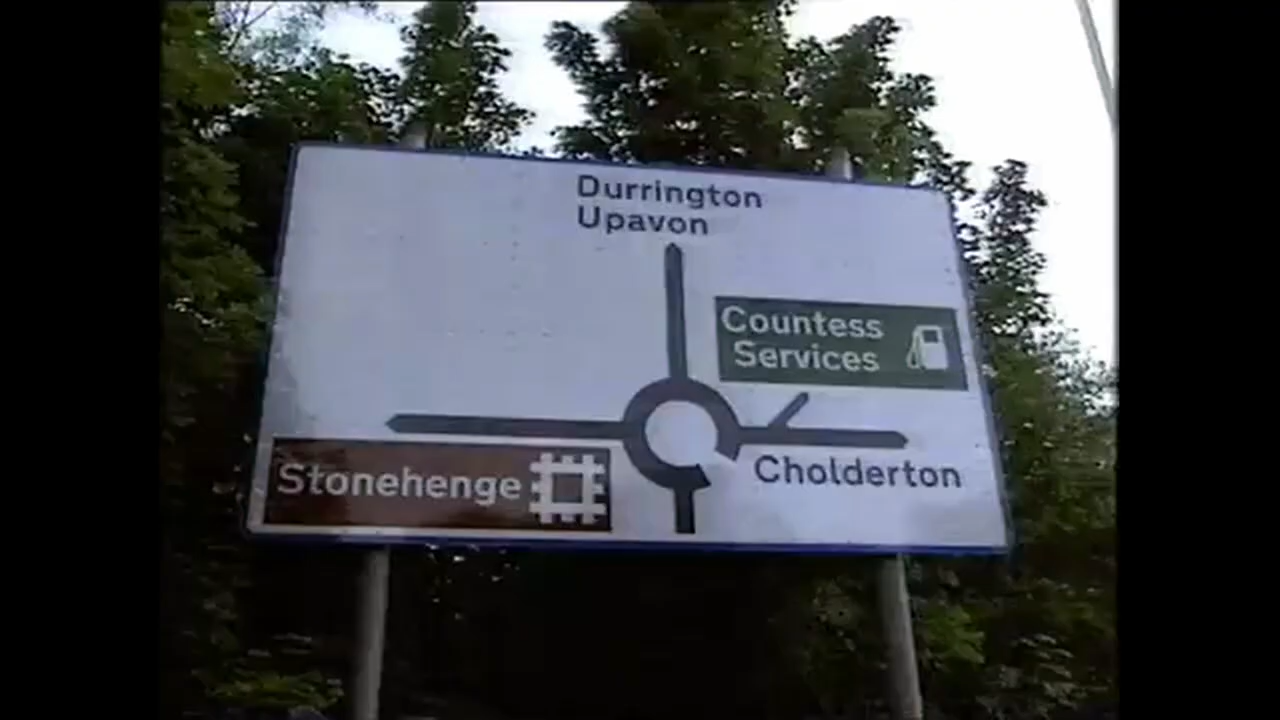 Durrington
Upavon
Countess
Services
Cholderton
Stonehenge